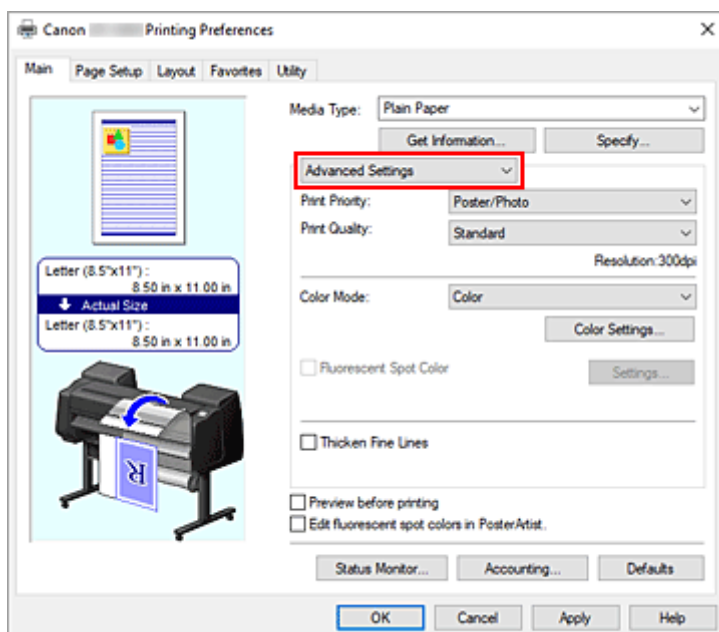 Canon Printing Preferences
Main Page Setup Layout Favorites Utility
Media Type: Plain Paper
Get Information... Specify...
Advanced Settings
Print Priority: Poster/Photo
Print Quality: Standard
Resolution:300dpi
Letter (8.5"x11") :
8.50 in x 11.00 in
Actual Size
Letter (8.5"x11") :
8.50 in x 11.00 in
Color Mode: Color
Color Settings...
Fluorescent Spot Color Settings...
Thicken Fine Lines
R
Preview before printing
Edit fluorescent spot colors in PosterArtist.
Status Monitor... Accounting... Defaults
OK Cancel Apply Help